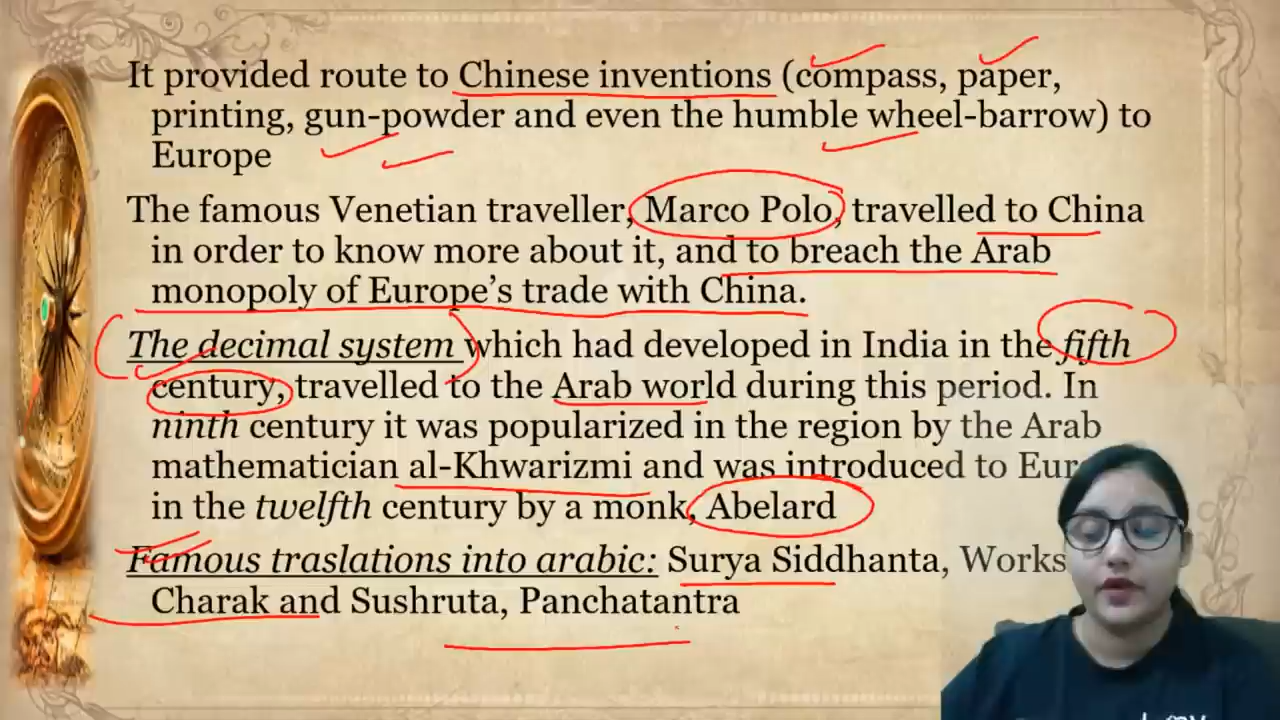 It provided route to Chinese inventions (compass, paper,
printing, gun-powder and even the humble wheel-barrow) to
Europe
The famous Venetian traveller, Marco Polo, travelled to China
in order to know more about it, and to breach the Arab
monopoly of Europe's trade with China.
The decimal system which had developed in India in the fifth
century, travelled to the Arab world during this period. In
ninth century it was popularized in the region by the Arab
mathematician al-Khwarizmi and was introduced to Eur
in the twelfth century by a monk, Abelard
Famous traslations into arabic: Surya Siddhanta, Works
Charak and Sushruta, Panchatantra